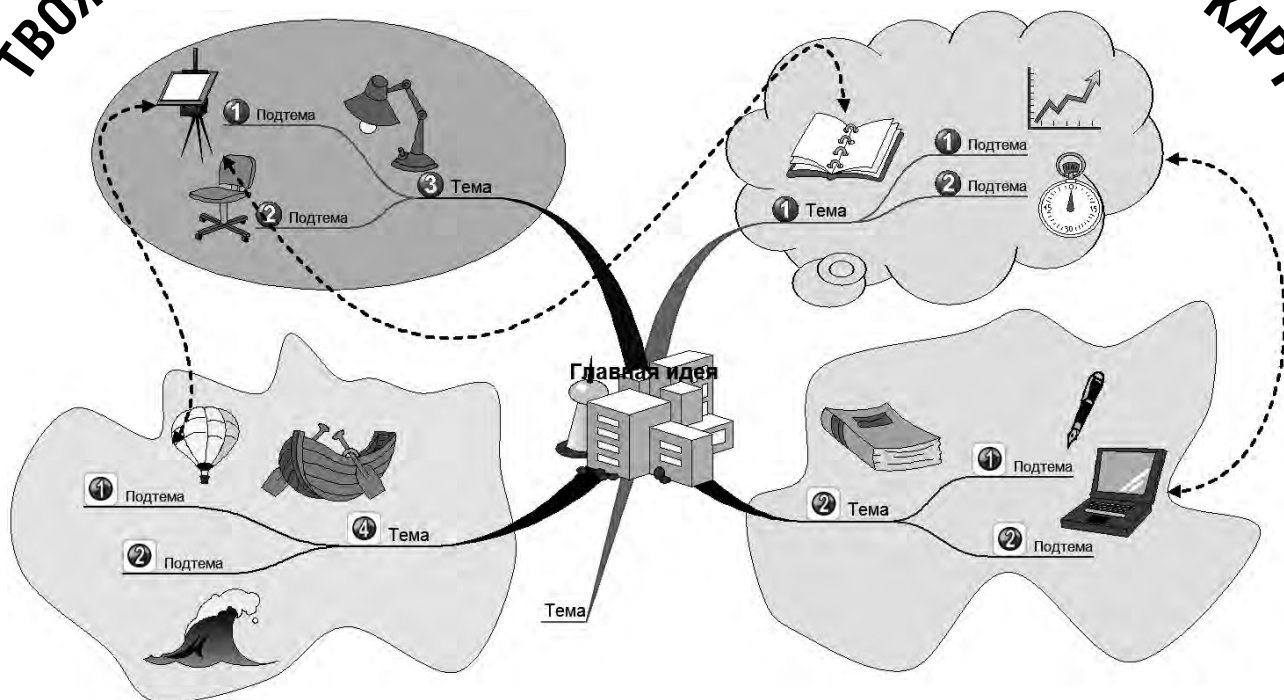 ТВОЯ
КАР
Главная идея
1 Тема
1 Подтема
2 Подтема
2 Тема
1 Подтема
2 Подтема
3 Тема
1 Подтема
2 Подтема
4 Тема
1 Подтема
2 Подтема
Тема